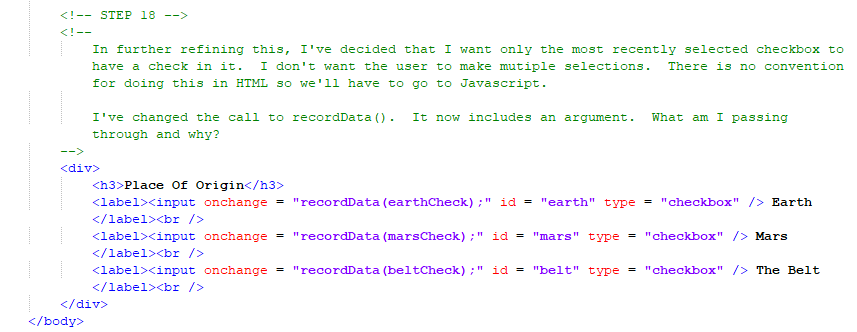 <!-- STEP 18 -->
<!--
In further refining this, I've decided that I want only the most recently selected checkbox to
have a check in it.  I don't want the user to make mutiple selections.  There is no convention
for doing this in HTML so we'll have to go to Javascript.
I've changed the call to recordData().  It now includes an argument.  What am I passing
through and why?
-->
<div>
<h3>Place Of Origin</h3>
<label><input onchange = "recordData(earthCheck);" id = "earth" type = "checkbox" /> Earth
</label><br />
<label><input onchange = "recordData(marsCheck);" id = "mars" type = "checkbox" /> Mars
</label><br />
<label><input onchange = "recordData(beltCheck);" id = "belt" type = "checkbox" /> The Belt
</label><br />
</div>
</body>